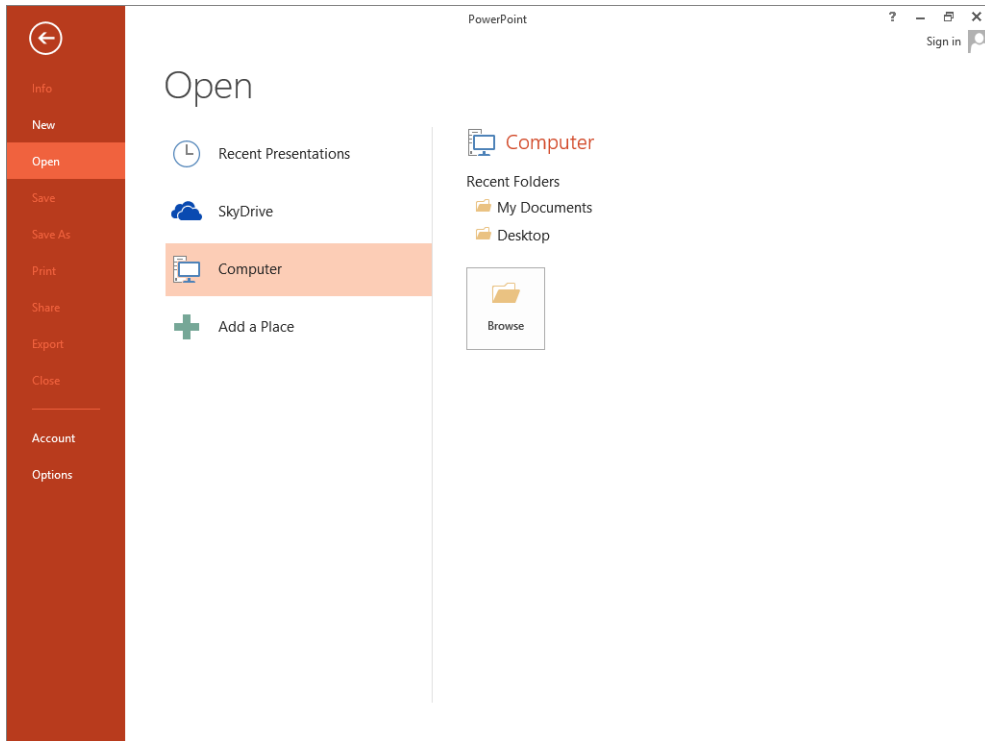 PowerPoint
?
Sign in
Info
New
Open
Save
Save As
Print
Share
Export
Close
Account
Options
Open
Recent Presentations
SkyDrive
Computer
Add a Place
Computer
Recent Folders
My Documents
Desktop
Browse